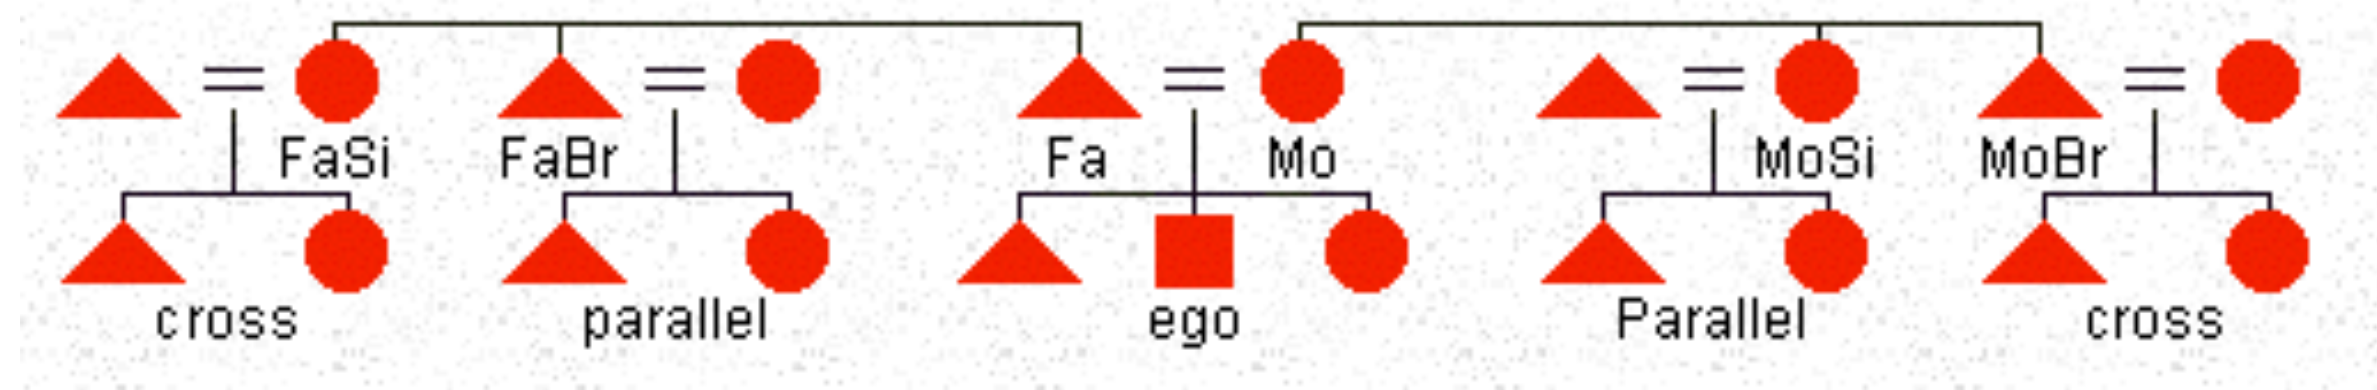 FaSi FaBr Fa Mo MoSi MoBr
cross parallel ego Parallel cross